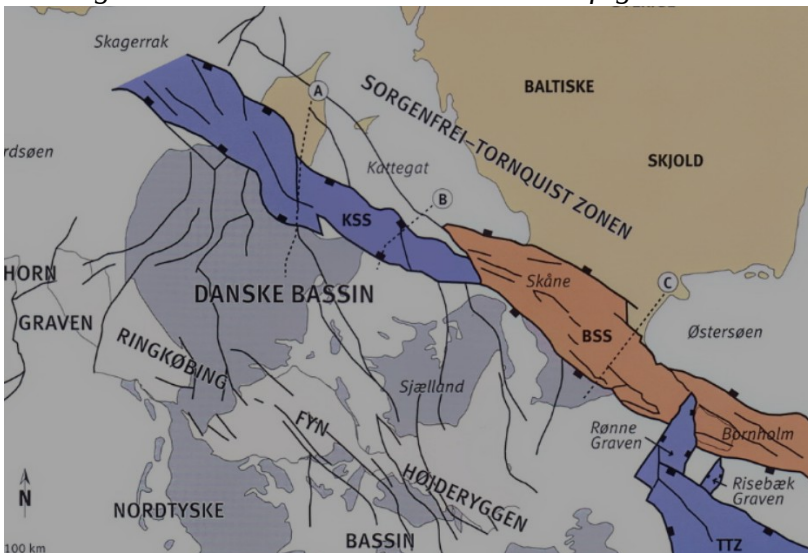 Skagerrak
BALTISKE
SKJOLD
SORGENFREI–TORNQUIST ZONEN
A
rdsøen
Kattegat
B
KSS
HORN
GRAVEN
DANSKE BASSIN
Skåne
C
BSS
Østersøen
RINGKØBING
FYN
HØJDERYGGEN
Sjælland
Rønne
Graven
Bornholm
Risebæk
Graven
N
NORDTYSKE
BASSIN
TTZ
100 km